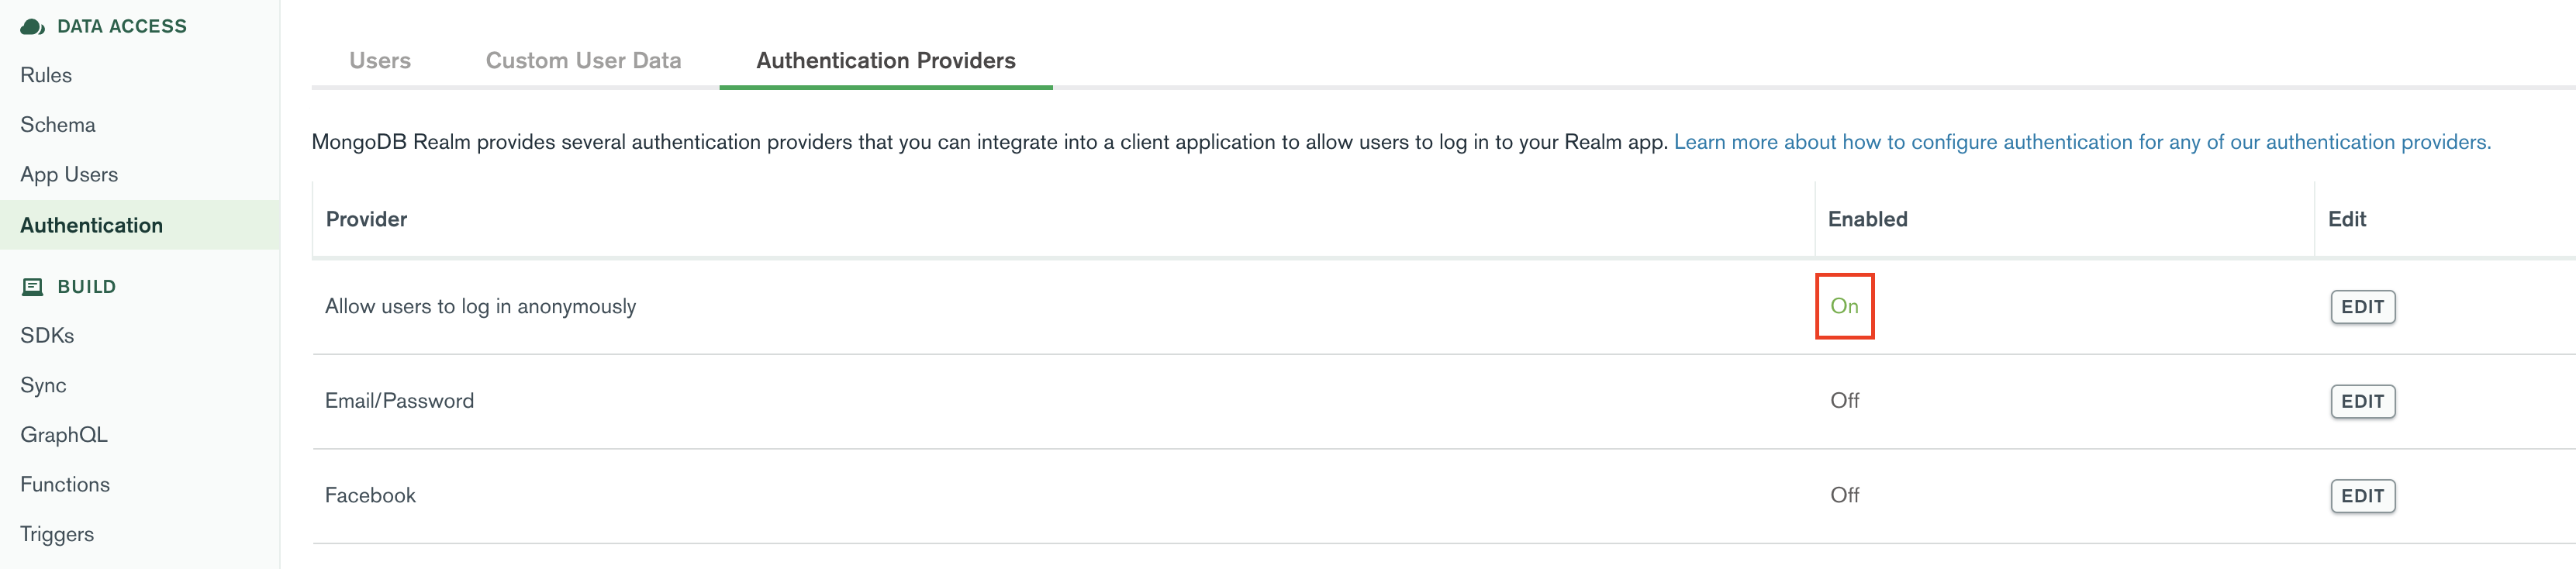 DATA ACCESS
Rules
Schema
App Users
Authentication
BUILD
SDKs
Sync
GraphQL
Functions
Triggers
Users Custom User Data Authentication Providers
MongoDB Realm provides several authentication providers that you can integrate into a client application to allow users to log in to your Realm app. Learn more about how to configure authentication for any of our authentication providers.
Provider Enabled Edit
Allow users to log in anonymously On EDIT
Email/Password Off EDIT
Facebook Off EDIT